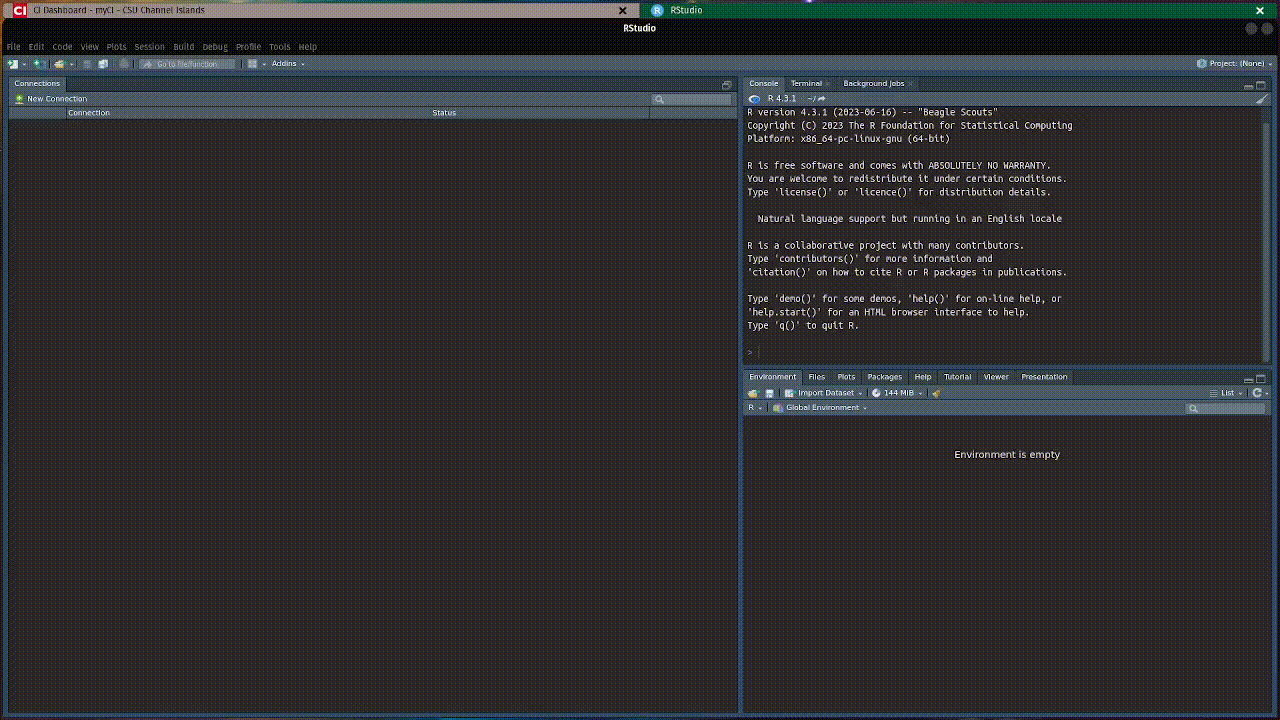 CI CI Dashboard - myCI - CSU Channel Islands
R RStudio
RStudio
File Edit Code View Plots Session Build Debug Profile Tools Help
Go to file/function Addins Project: (None)
Connections
New Connection
Connection Status
Console Terminal Background Jobs
R 4.3.1 · ~/
R version 4.3.1 (2023-06-16) -- "Beagle Scouts"
Copyright (C) 2023 The R Foundation for Statistical Computing
Platform: x86_64-pc-linux-gnu (64-bit)
R is free software and comes with ABSOLUTELY NO WARRANTY.
You are welcome to redistribute it under certain conditions.
Type 'license()' or 'licence()' for distribution details.
Natural language support but running in an English locale
R is a collaborative project with many contributors.
Type 'contributors()' for more information and
'citation()' on how to cite R or R packages in publications.
Type 'demo()' for some demos, 'help()' for on-line help, or
'help.start()' for an HTML browser interface to help.
Type 'q()' to quit R.
>
Environment Files Plots Packages Help Tutorial Viewer Presentation
Import Dataset 144 MiB List
R Global Environment
Environment is empty